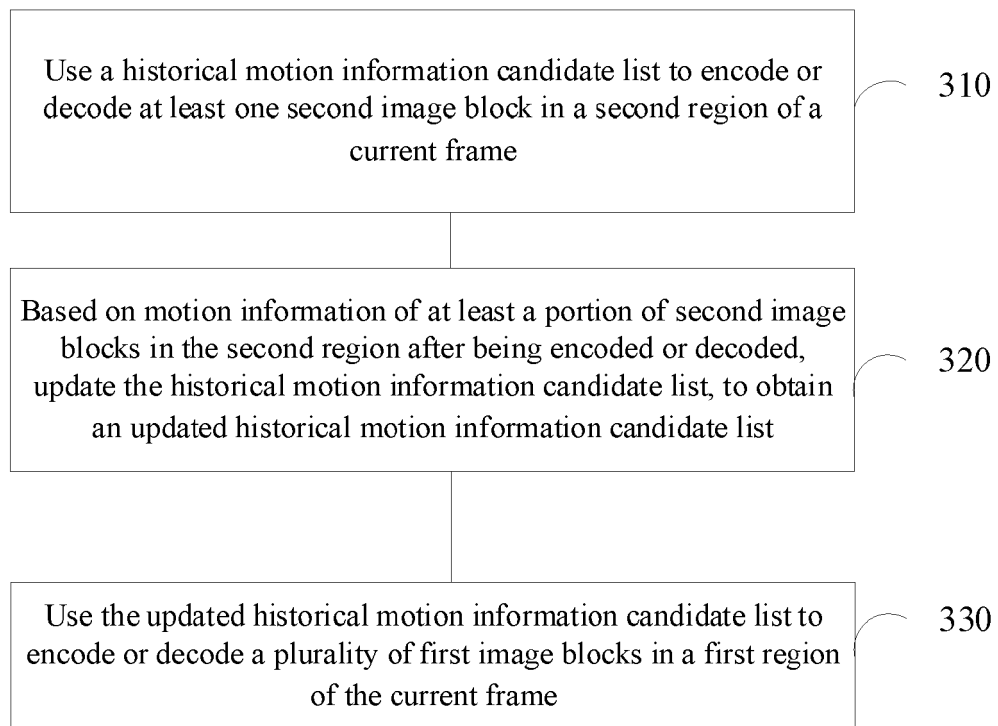 Use a historical motion information candidate list to encode or
decode at least one second image block in a second region of a
current frame
310
Based on motion information of at least a portion of second image
blocks in the second region after being encoded or decoded,
update the historical motion information candidate list, to obtain
an updated historical motion information candidate list
320
Use the updated historical motion information candidate list to
encode or decode a plurality of first image blocks in a first region
of the current frame
330